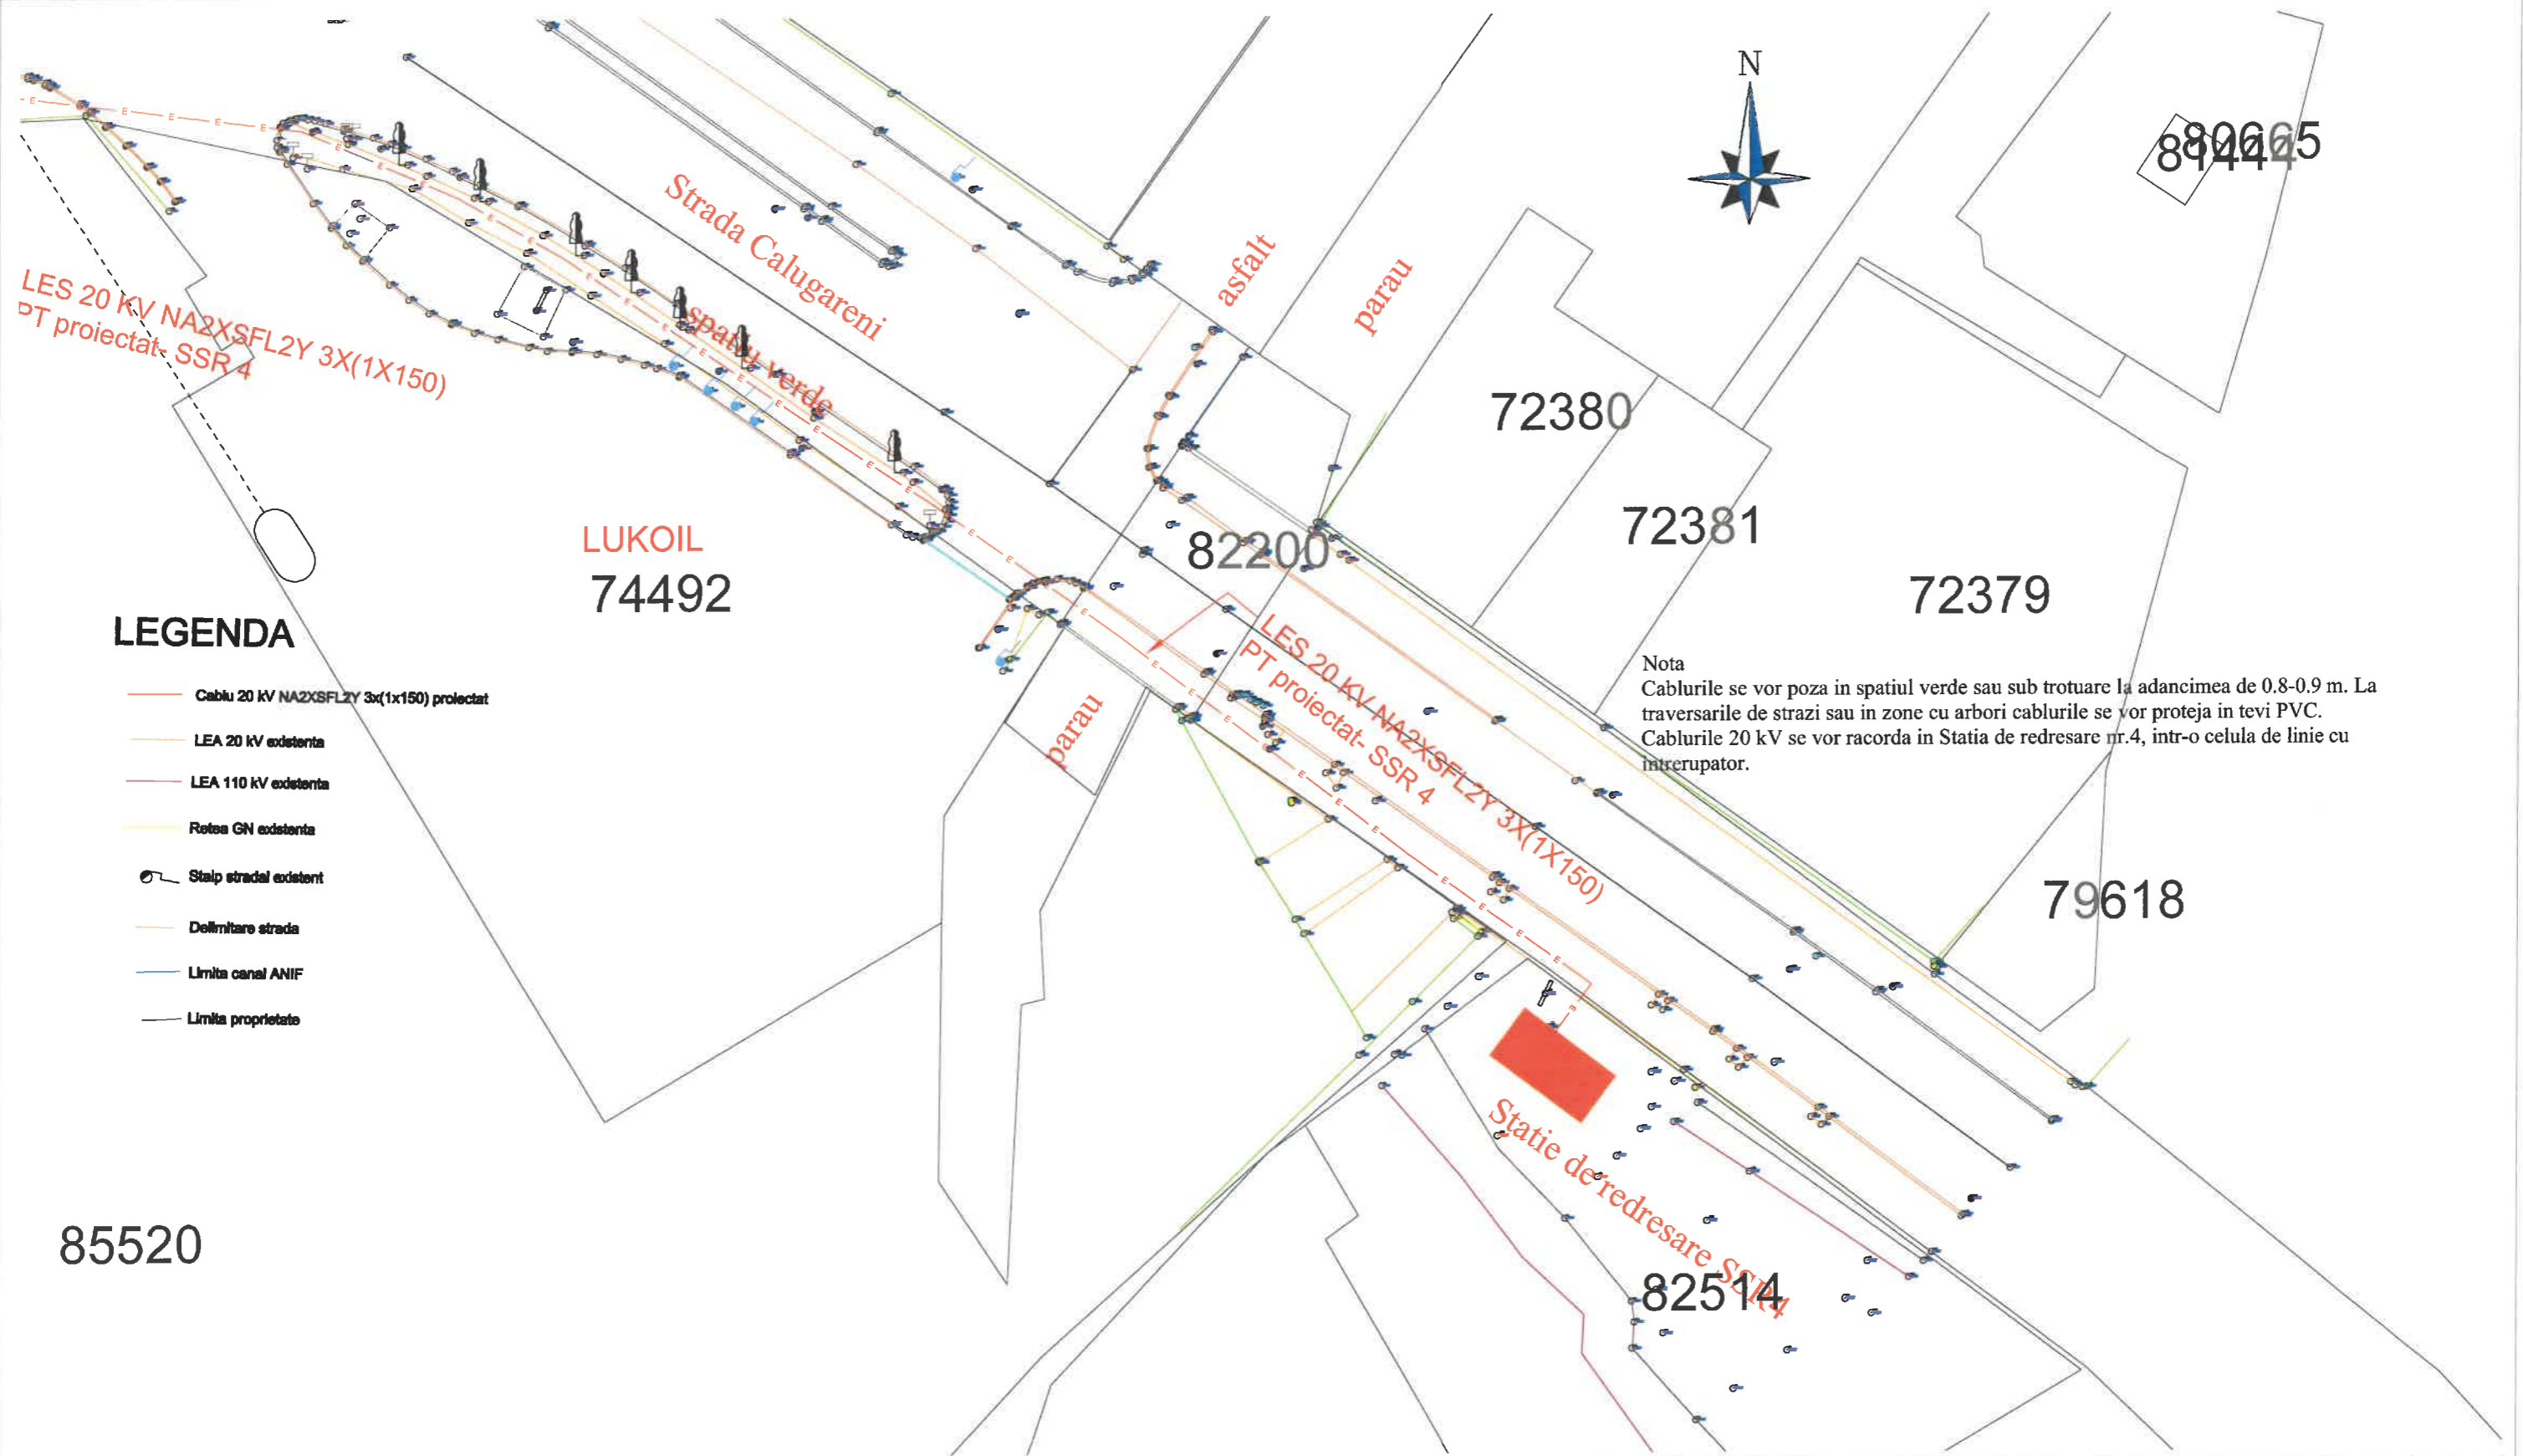 N
80665
81444
Strada Calugareni
asfalt
parau
spatiu verde
LES 20 KV NA2XSFL2Y 3X(1X150)
PT proiectat- SSR 4
72380
72381
82200
LUKOIL
74492
72379
LEGENDA
Cablu 20 kV NA2XSFL2Y 3x(1x150) proiectat
LEA 20 kV existenta
LEA 110 kV existenta
Retea GN existenta
Stalp stradal existent
Delimitare strada
Limita canal ANIF
Limita proprietate
parau
LES 20 KV NA2XSFL2Y 3X(1X150)
PT proiectat- SSR 4
Nota
Cablurile se vor poza in spatiul verde sau sub trotuare la adancimea de 0.8-0.9 m. La
traversarile de strazi sau in zone cu arbori cablurile se vor proteja in tevi PVC.
Cablurile 20 kV se vor racorda in Statia de redresare nr.4, intr-o celula de linie cu
intrerupator.
79618
Statie de redresare SSR4
82514
85520